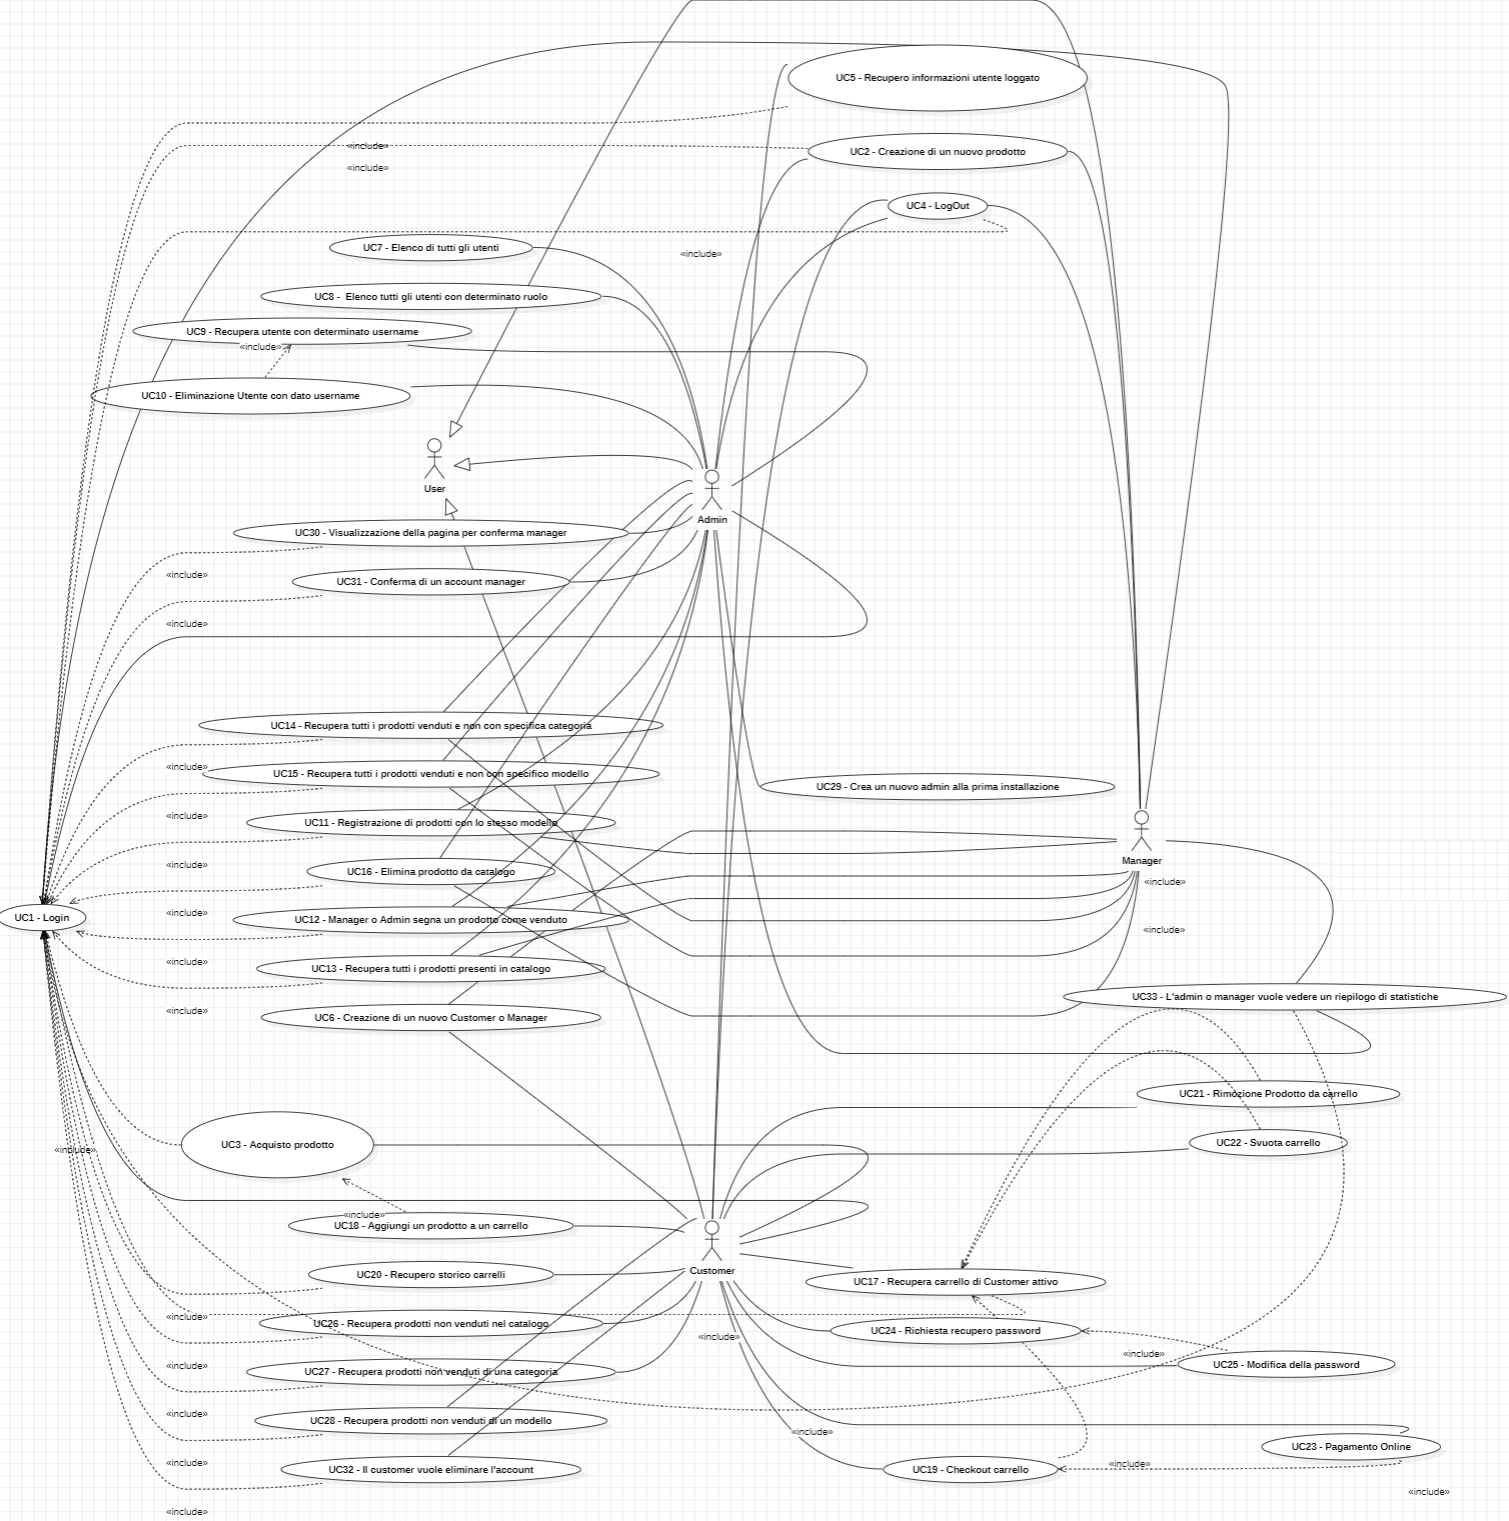 UC5 - Recupero informazioni utente loggato
«include»
UC2 - Creazione di un nuovo prodotto
«include»
UC4 - LogOut
UC7 - Elenco di tutti gli utenti
«include»
UC8 - Elenco tutti gli utenti con determinato ruolo
UC9 - Recupera utente con determinato username
«include»
UC10 - Eliminazione Utente con dato username
User
Admin
UC30 - Visualizzazione della pagina per conferma manager
«include»
UC31 - Conferma di un account manager
«include»
UC14 - Recupera tutti i prodotti venduti e non con specifica categoria
«include»
UC15 - Recupera tutti i prodotti venduti e non con specifico modello
UC29 - Crea un nuovo admin alla prima installazione
«include»
UC11 - Registrazione di prodotti con lo stesso modello
Manager
«include»
UC16 - Elimina prodotto da catalogo
«include»
«include»
UC1 - Login
UC12 - Manager o Admin segna un prodotto come venduto
«include»
«include»
UC13 - Recupera tutti i prodotti presenti in catalogo
UC33 - L'admin o manager vuole vedere un riepilogo di statistiche
«include»
UC6 - Creazione di un nuovo Customer o Manager
UC21 - Rimozione Prodotto da carrello
UC22 - Svuota carrello
UC3 - Acquisto prodotto
«include»
«include»
UC18 - Aggiungi un prodotto a un carrello
Customer
UC20 - Recupero storico carrelli
UC17 - Recupera carrello di Customer attivo
«include»
UC26 - Recupera prodotti non venduti nel catalogo
UC24 - Richiesta recupero password
«include»
«include»
«include»
UC25 - Modifica della password
UC27 - Recupera prodotti non venduti di una categoria
«include»
UC28 - Recupera prodotti non venduti di un modello
«include»
UC23 - Pagamento Online
«include»
«include»
UC32 - Il customer vuole eliminare l'account
UC19 - Checkout carrello
«include»
«include»